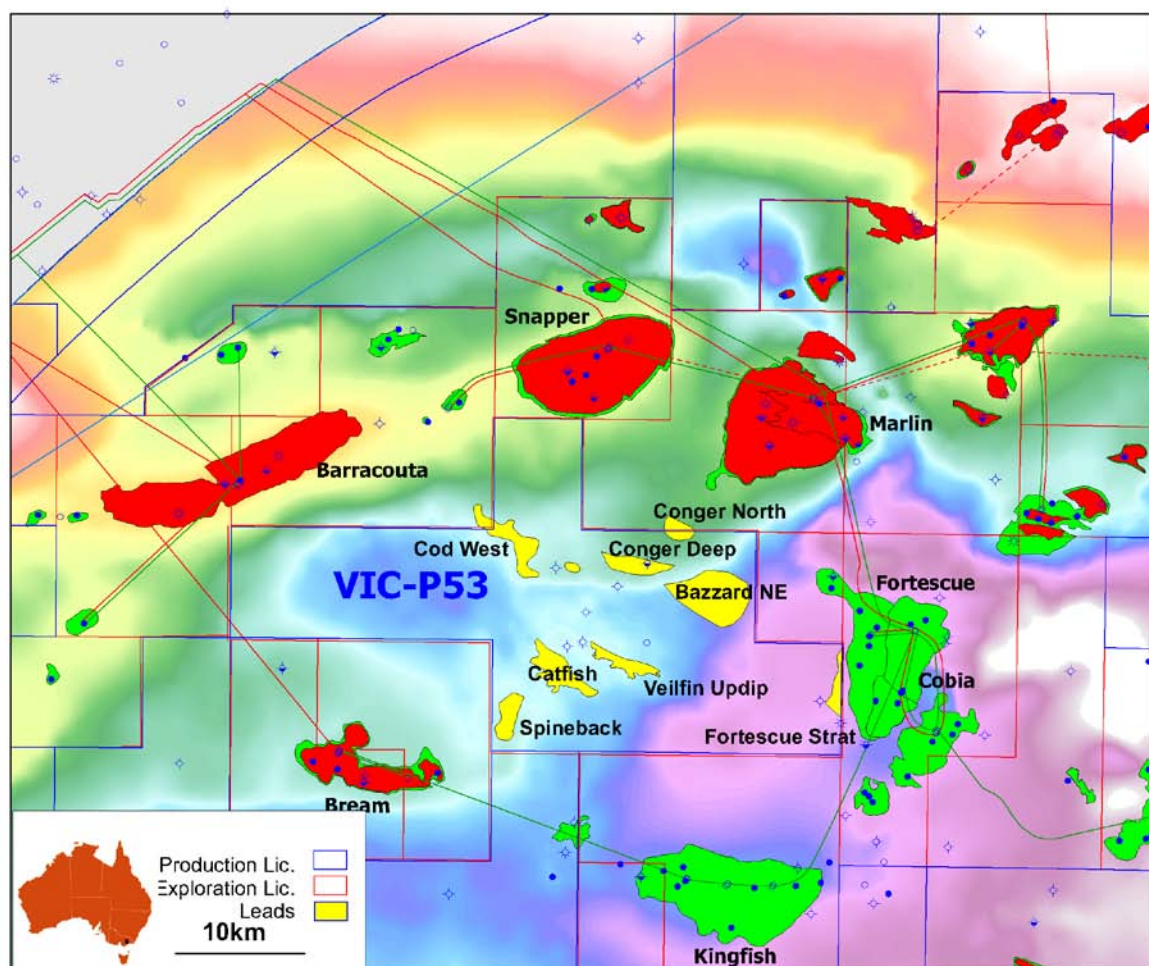 Snapper
Marlin
Barracouta
Conger North
Cod West
Conger Deep
VIC-P53
Bazzard NE
Fortescue
Catfish
Veilfin Updip
Cobia
Spineback
Fortescue Strat
Bream
Production Lic.
Exploration Lic.
Leads
10km
Kingfish